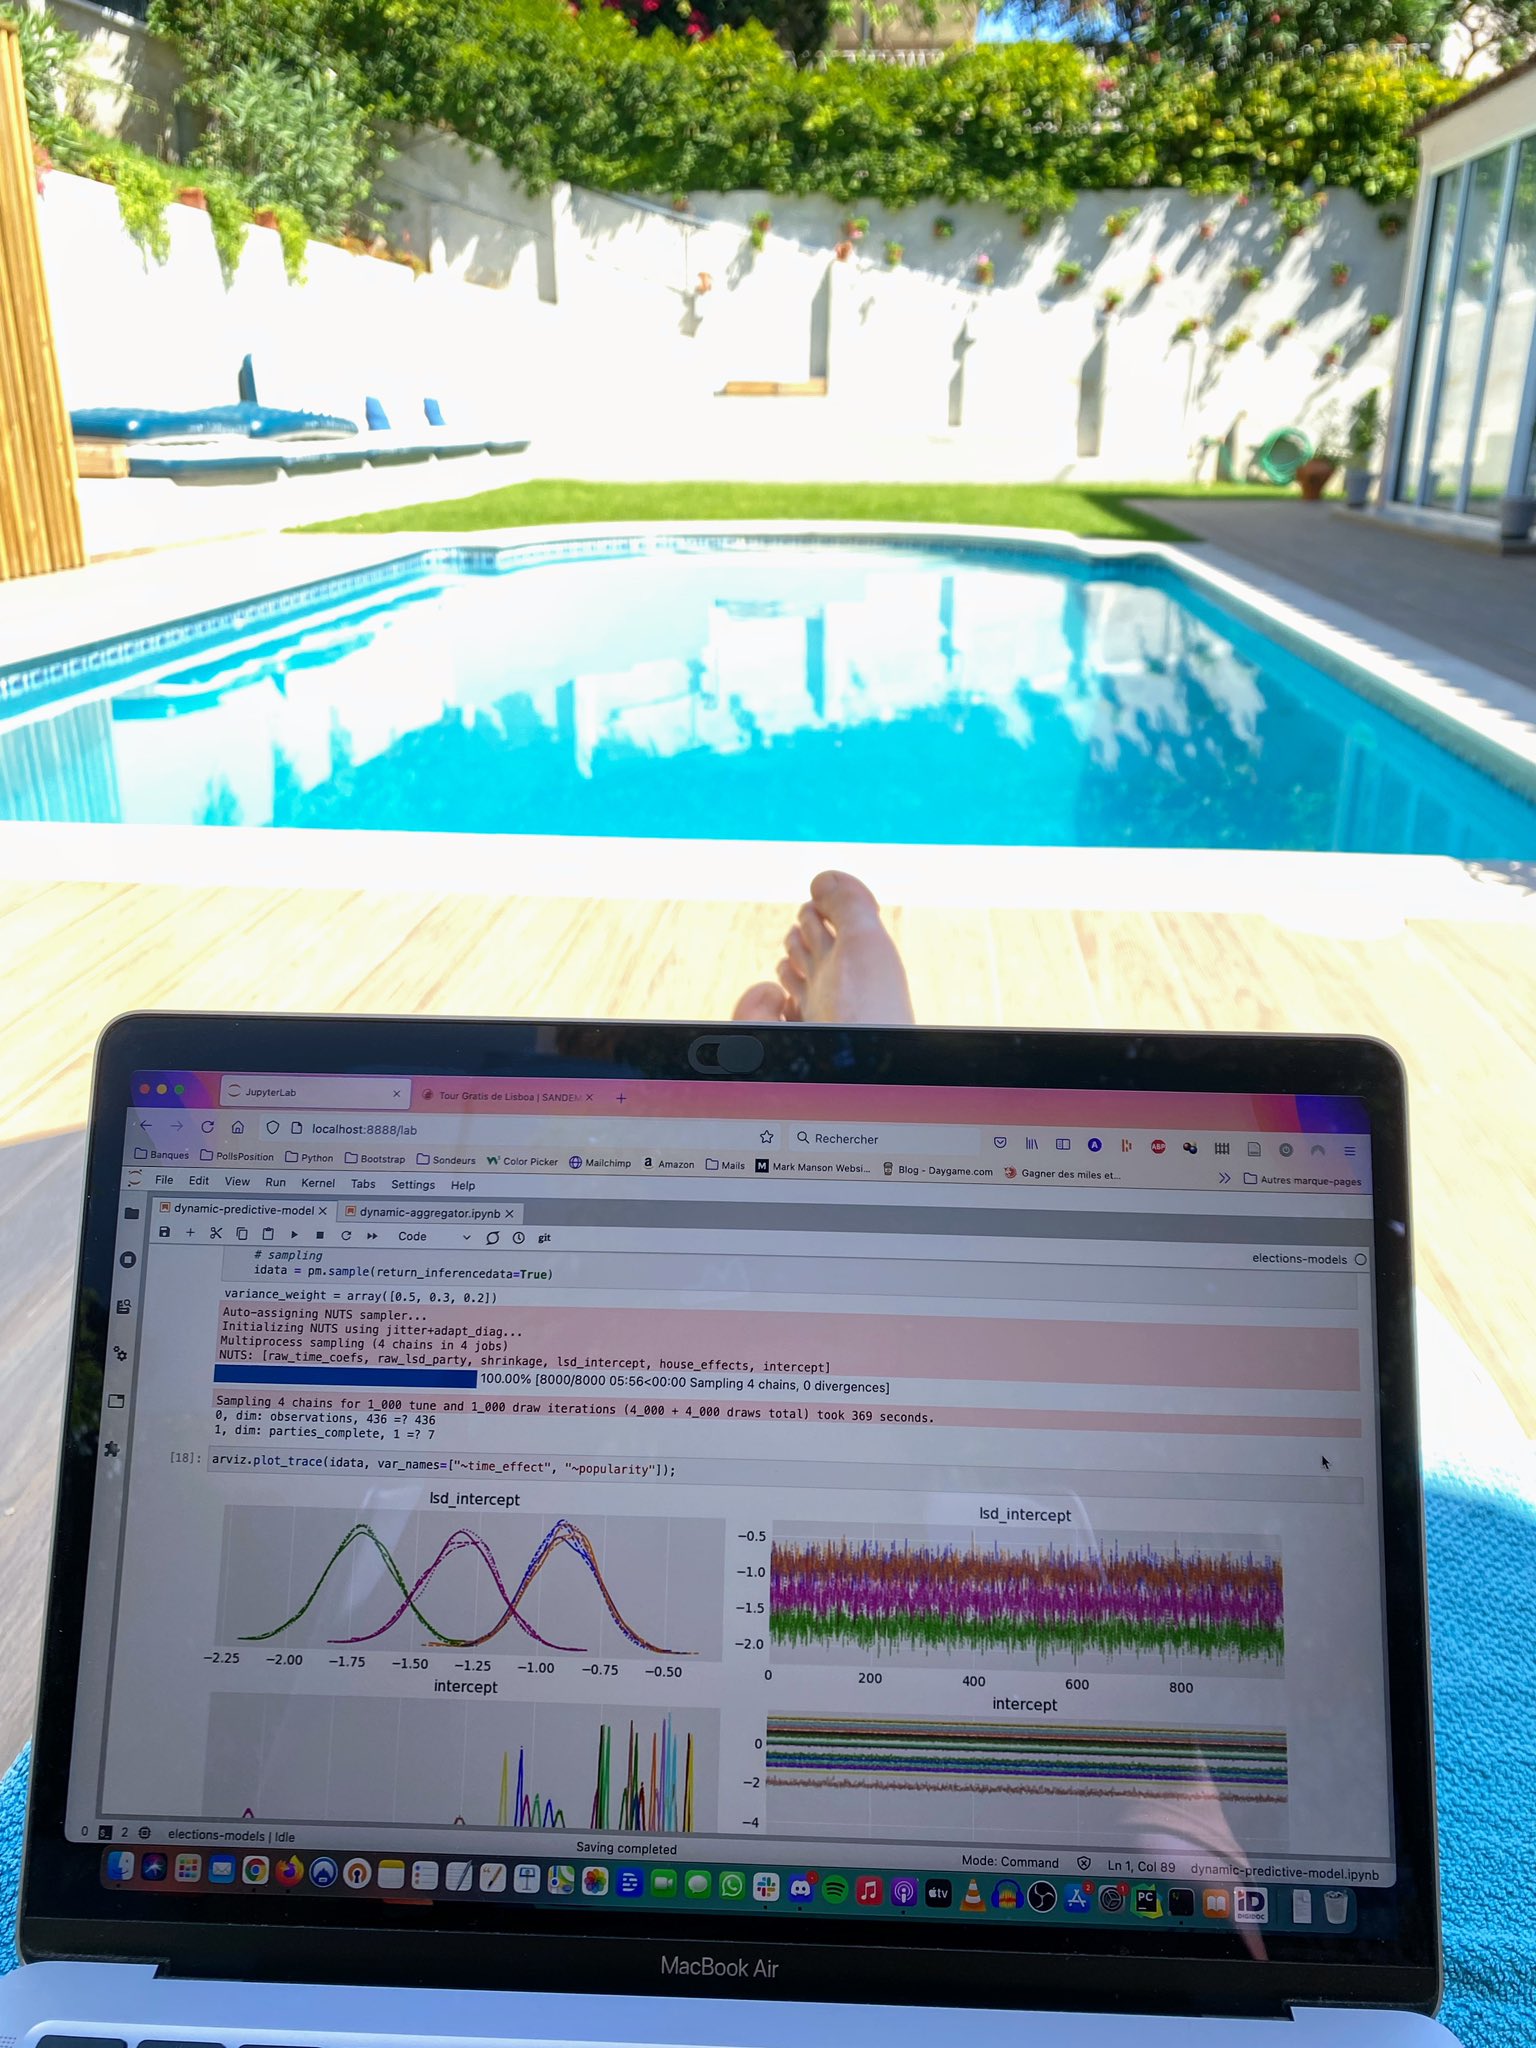 JupyterLab
Tour Gratis de Lisboa | SANDEM
localhost:8888/lab
Rechercher
Banques PollsPosition Python Bootstrap Sondeurs Color Picker Mailchimp Amazon Mails Mark Manson Websi... Blog - Daygame.com Gagner des miles et... Autres marque-pages
File Edit View Run Kernel Tabs Settings Help
dynamic-predictive-model
dynamic-aggregator.ipynb
Code
git
elections-models
# sampling
idata = pm.sample(return_inferencedata=True)
variance_weight = array([0.5, 0.3, 0.2])
Auto-assigning NUTS sampler...
Initializing NUTS using jitter+adapt_diag...
Multiprocess sampling (4 chains in 4 jobs)
NUTS: [raw_time_coefs, raw_lsd_party, shrinkage, lsd_intercept, house_effects, intercept]
100.00% [8000/8000 05:56<00:00 Sampling 4 chains, 0 divergences]
Sampling 4 chains for 1_000 tune and 1_000 draw iterations (4_000 + 4_000 draws total) took 369 seconds.
0, dim: observations, 436 =? 436
1, dim: parties_complete, 1 =? 7
[18]: arviz.plot_trace(idata, var_names=["~time_effect", "~popularity"]);
lsd_intercept
−2.25 −2.00 −1.75 −1.50 −1.25 −1.00 −0.75 −0.50
lsd_intercept
−0.5
−1.0
−1.5
−2.0
0 200 400 600 800
intercept
intercept
0
−2
−4
0 2 elections-models | Idle
Saving completed
Mode: Command Ln 1, Col 89 dynamic-predictive-model.ipynb
tv
PC
iD
DIGIDOC
MacBook Air